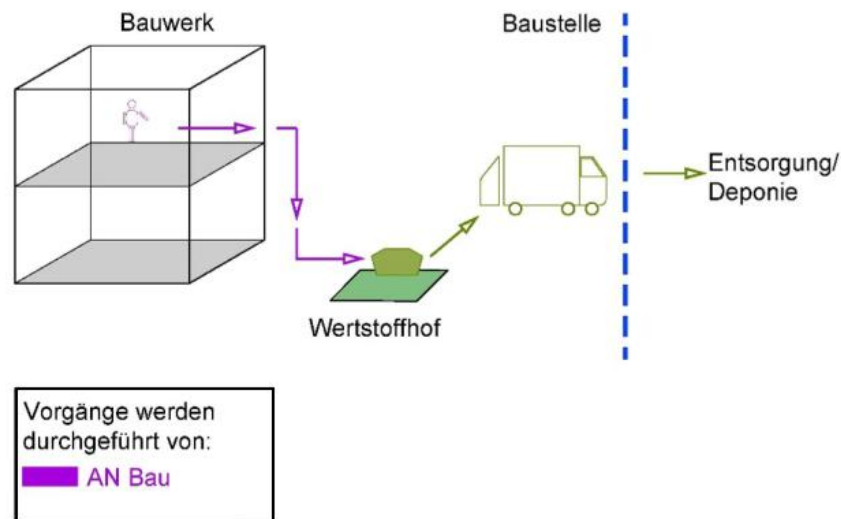 Bauwerk
Baustelle
Entsorgung/
Deponie
Wertstoffhof
Vorgänge werden
durchgeführt von:
AN Bau